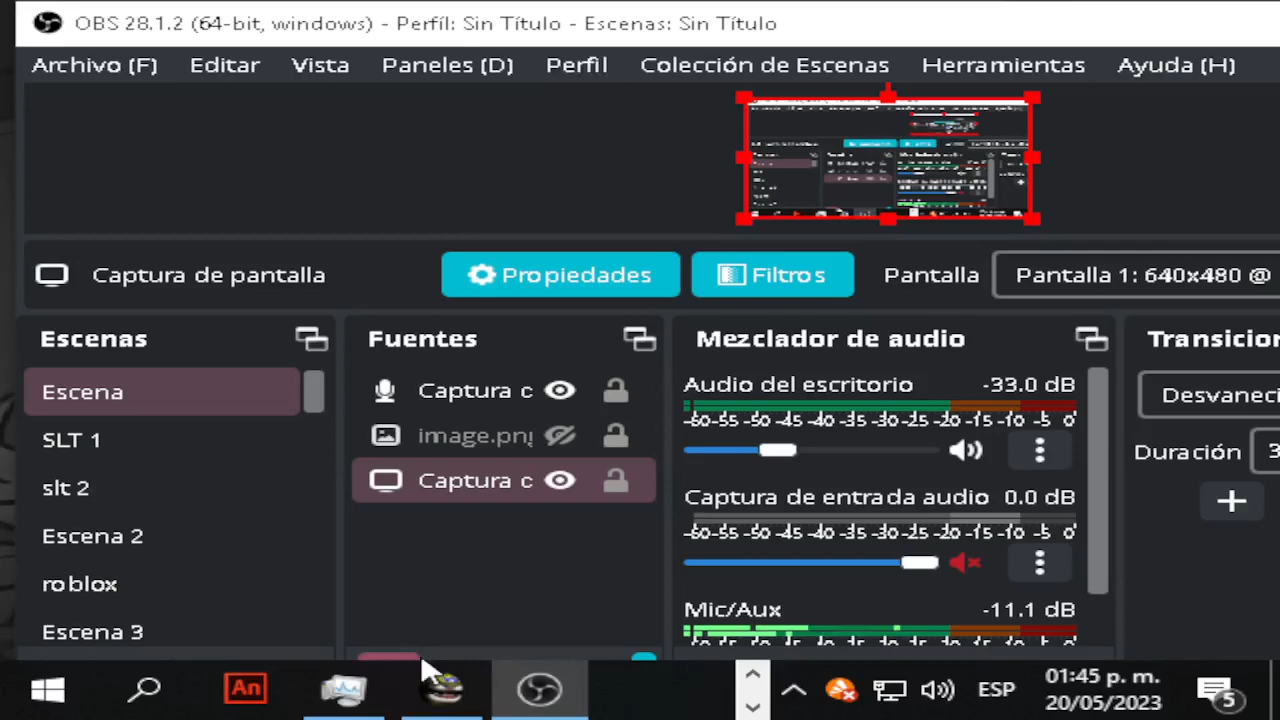 OBS 28.1.2 (64-bit, windows) - Perfíl: Sin Título - Escenas: Sin Título
Archivo (F) Editar Vista Paneles (D) Perfil Colección de Escenas Herramientas Ayuda (H)
Captura de pantalla Propiedades Filtros Pantalla Pantalla 1: 640x480 @
Escenas
Escena
SLT 1
slt 2
Escena 2
roblox
Escena 3
Fuentes
Captura c
image.pn
Captura c
Mezclador de audio
Audio del escritorio -33.0 dB
-60 -55 -50 -45 -40 -35 -30 -25 -20 -15 -10 -5 0
Captura de entrada audio 0.0 dB
-60 -55 -50 -45 -40 -35 -30 -25 -20 -15 -10 -5 0
Mic/Aux -11.1 dB
Transicion
Desvaneci
Duración 3
An
ESP
01:45 p. m.
20/05/2023
5